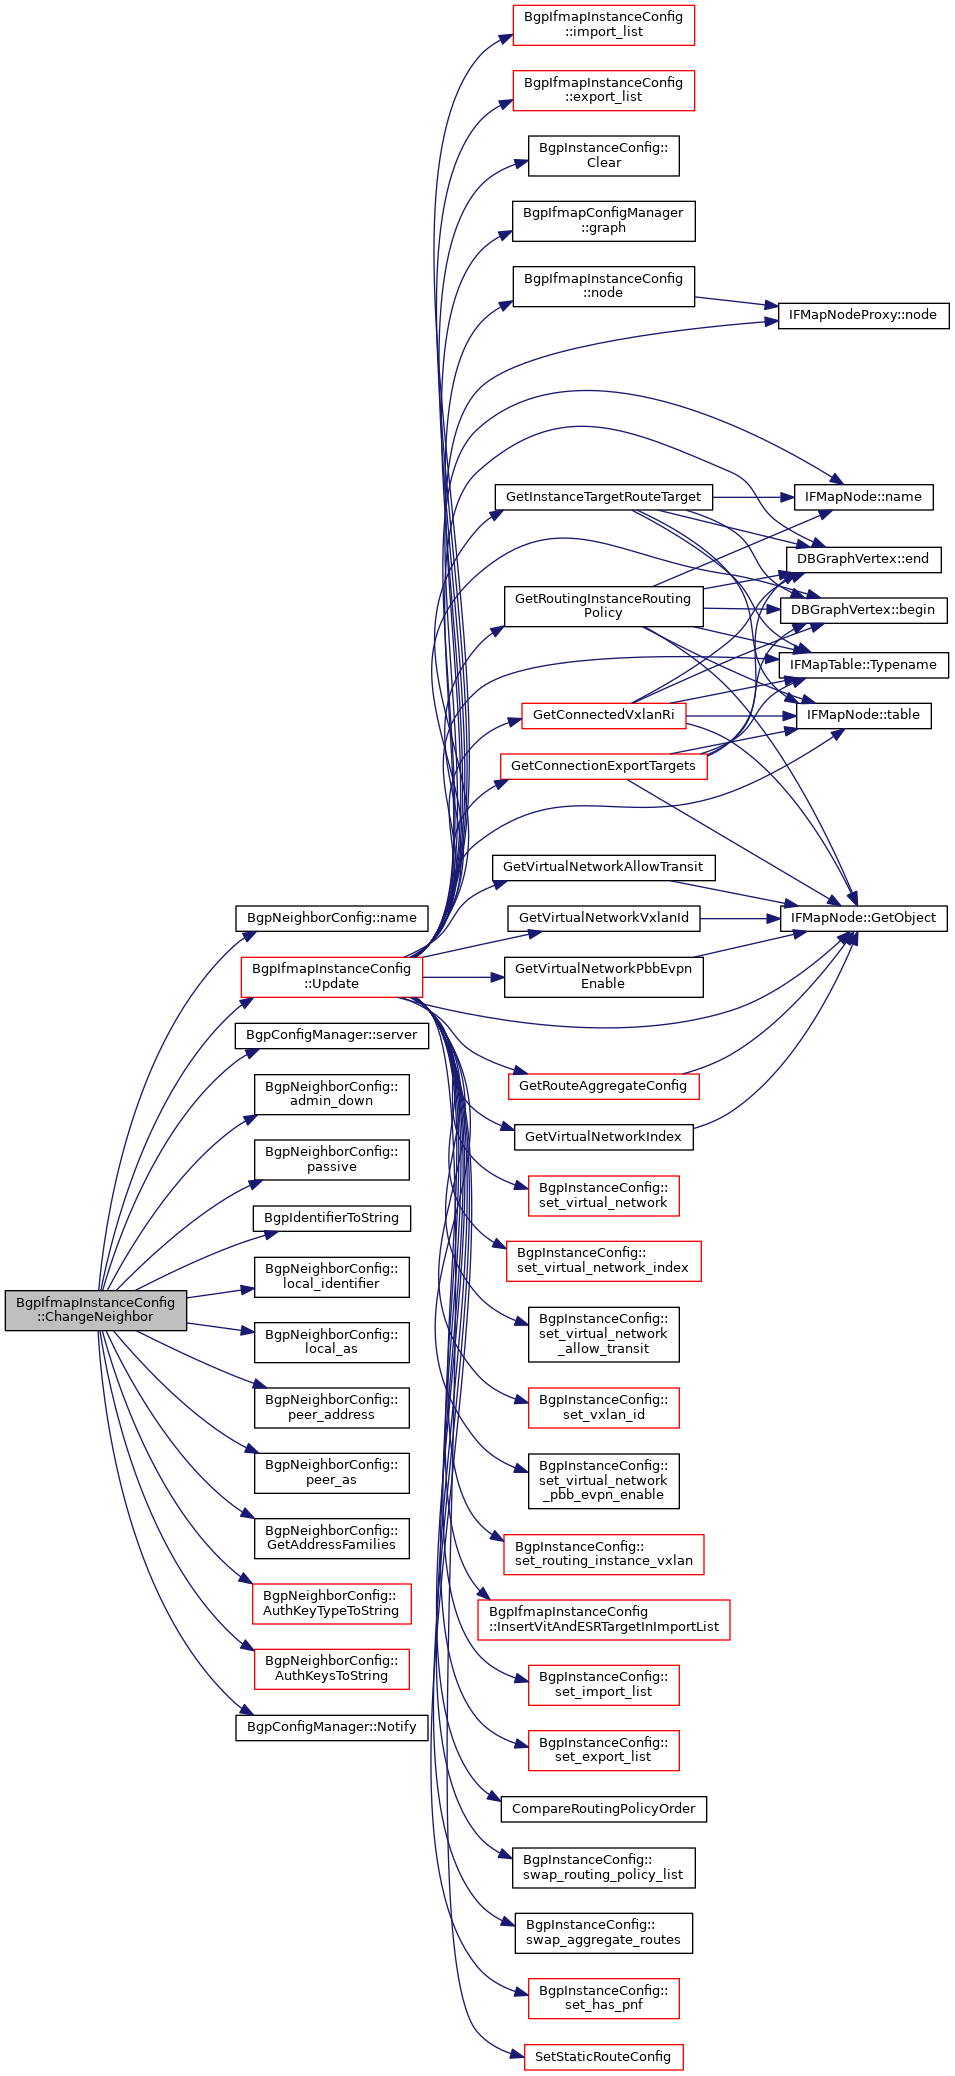 BgpIfmapInstanceConfig
::ChangeNeighbor
BgpNeighborConfig::name
BgpIfmapInstanceConfig
::Update
BgpConfigManager::server
BgpNeighborConfig::
admin_down
BgpNeighborConfig::
passive
BgpIdentifierToString
BgpNeighborConfig::
local_identifier
BgpNeighborConfig::
local_as
BgpNeighborConfig::
peer_address
BgpNeighborConfig::
peer_as
BgpNeighborConfig::
GetAddressFamilies
BgpNeighborConfig::
AuthKeyTypeToString
BgpNeighborConfig::
AuthKeysToString
BgpConfigManager::Notify
BgpIfmapInstanceConfig
::import_list
BgpIfmapInstanceConfig
::export_list
BgpInstanceConfig::
Clear
BgpIfmapConfigManager
::graph
BgpIfmapInstanceConfig
::node
GetInstanceTargetRouteTarget
GetRoutingInstanceRouting
Policy
GetConnectedVxlanRi
GetConnectionExportTargets
GetVirtualNetworkAllowTransit
GetVirtualNetworkVxlanId
GetVirtualNetworkPbbEvpn
Enable
GetRouteAggregateConfig
GetVirtualNetworkIndex
BgpInstanceConfig::
set_virtual_network
BgpInstanceConfig::
set_virtual_network_index
BgpInstanceConfig::
set_virtual_network
_allow_transit
BgpInstanceConfig::
set_vxlan_id
BgpInstanceConfig::
set_virtual_network
_pbb_evpn_enable
BgpInstanceConfig::
set_routing_instance_vxlan
BgpIfmapInstanceConfig
::InsertVitAndESRTargetInImportList
BgpInstanceConfig::
set_import_list
BgpInstanceConfig::
set_export_list
CompareRoutingPolicyOrder
BgpInstanceConfig::
swap_routing_policy_list
BgpInstanceConfig::
swap_aggregate_routes
BgpInstanceConfig::
set_has_pnf
SetStaticRouteConfig
IFMapNodeProxy::node
IFMapNode::name
DBGraphVertex::end
DBGraphVertex::begin
IFMapTable::Typename
IFMapNode::table
IFMapNode::GetObject